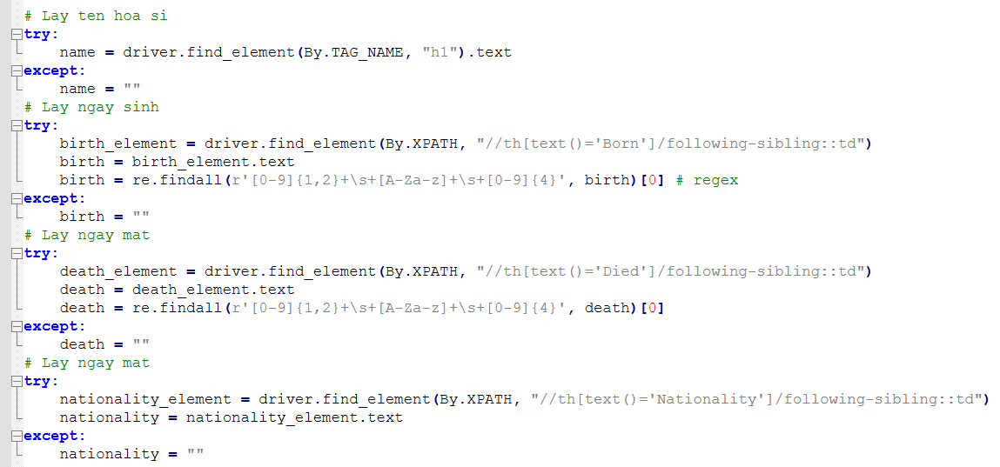 # Lay ten hoa si
try:
    name = driver.find_element(By.TAG_NAME, "h1").text
except:
    name = ""
# Lay ngay sinh
try:
    birth_element = driver.find_element(By.XPATH, "//th[text()='Born']/following-sibling::td")
    birth = birth_element.text
    birth = re.findall(r'[0-9]{1,2}+\s+[A-Za-z]+\s+[0-9]{4}', birth)[0] # regex
except:
    birth = ""
# Lay ngay mat
try:
    death_element = driver.find_element(By.XPATH, "//th[text()='Died']/following-sibling::td")
    death = death_element.text
    death = re.findall(r'[0-9]{1,2}+\s+[A-Za-z]+\s+[0-9]{4}', death)[0]
except:
    death = ""
# Lay ngay mat
try:
    nationality_element = driver.find_element(By.XPATH, "//th[text()='Nationality']/following-sibling::td")
    nationality = nationality_element.text
except:
    nationality = ""